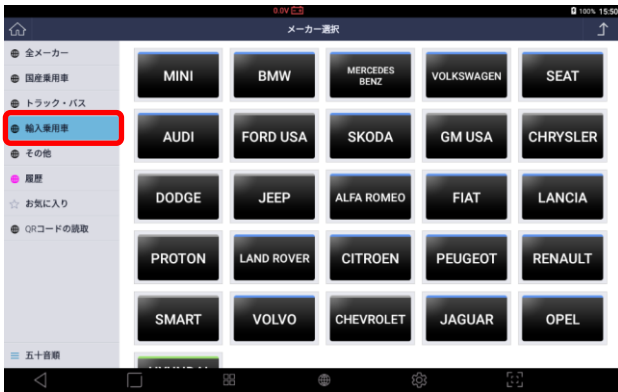 0.0V
100% 15:50
メーカー選択
全メーカー
国産乗用車
トラック・バス
輸入乗用車
その他
履歴
お気に入り
QRコードの読取
五十音順
MINI
BMW
MERCEDES
BENZ
VOLKSWAGEN
SEAT
AUDI
FORD USA
SKODA
GM USA
CHRYSLER
DODGE
JEEP
ALFA ROMEO
FIAT
LANCIA
PROTON
LAND ROVER
CITROEN
PEUGEOT
RENAULT
SMART
VOLVO
CHEVROLET
JAGUAR
OPEL